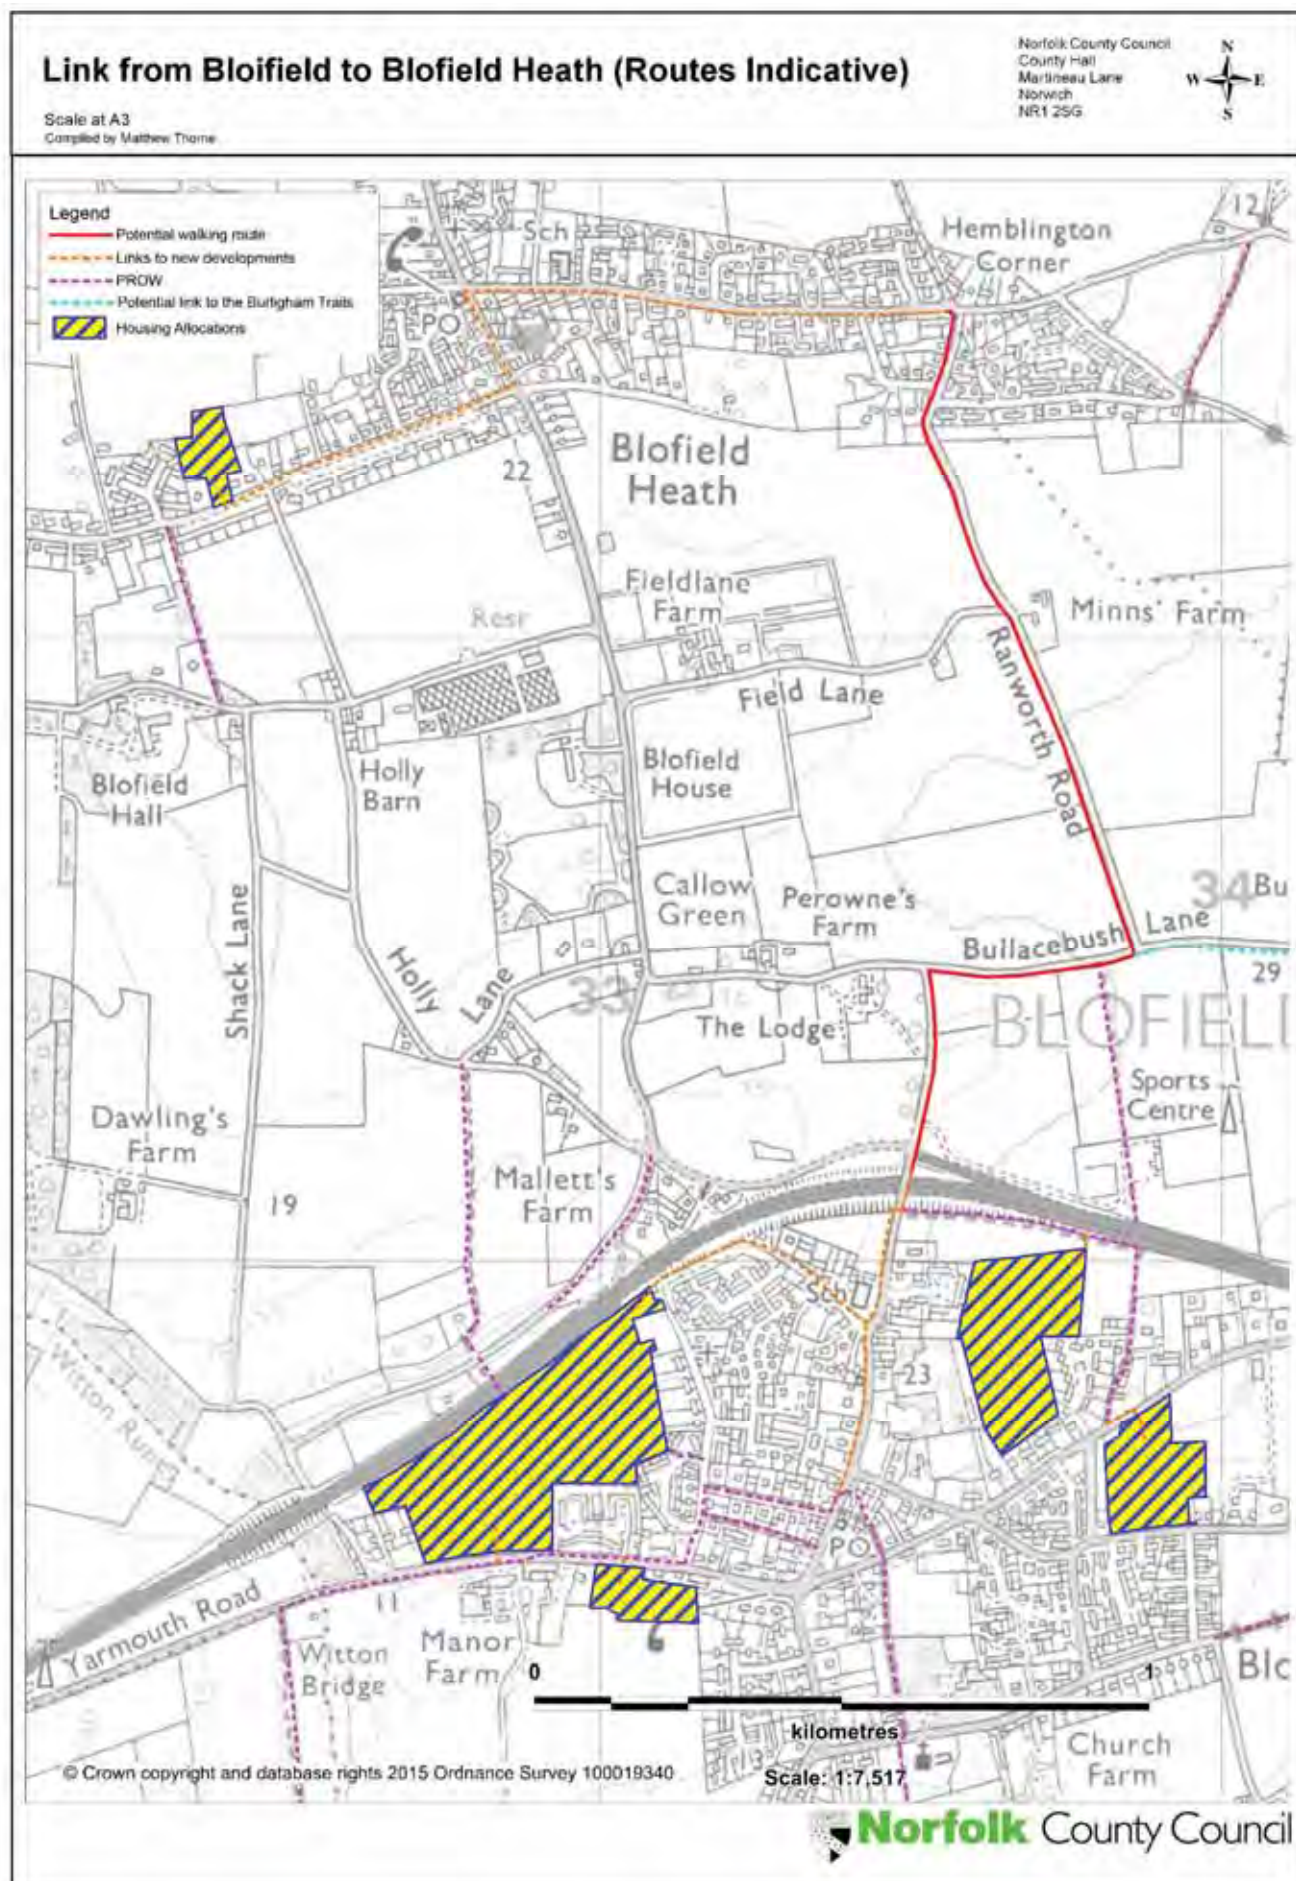 Link from Bloifield to Blofield Heath (Routes Indicative)
Scale at A3
Compiled by Matthew Thorne
Norfolk County Council
County Hall
Martineau Lane
Norwich
NR1 2SG
N
W E
S
Legend
Potential walking route
Links to new developments
PROW
Potential link to the Burligham Trails
Housing Allocations
Sch
Hemblington
Corner
12
PO
22
Blofield
Heath
Fieldlane
Farm
Minns' Farm
Resr
Ranworth Road
Field Lane
Blofield
Hall
Holly
Barn
Blofield
House
Shack Lane
Callow
Green
Perowne's
Farm
34
Bu
Bullacebush Lane
Holly
Lane
33
29
The Lodge
BLOFIEL
Sports
Centre
Dawling's
Farm
Mallett's
Farm
19
Sch
Witton Run
23
PO
Yarmouth Road
11
Witton
Bridge
Manor
Farm
0
1
Blo
kilometres
Church
Farm
© Crown copyright and database rights 2015 Ordnance Survey 100019340
Scale: 1:7,517
Norfolk County Council